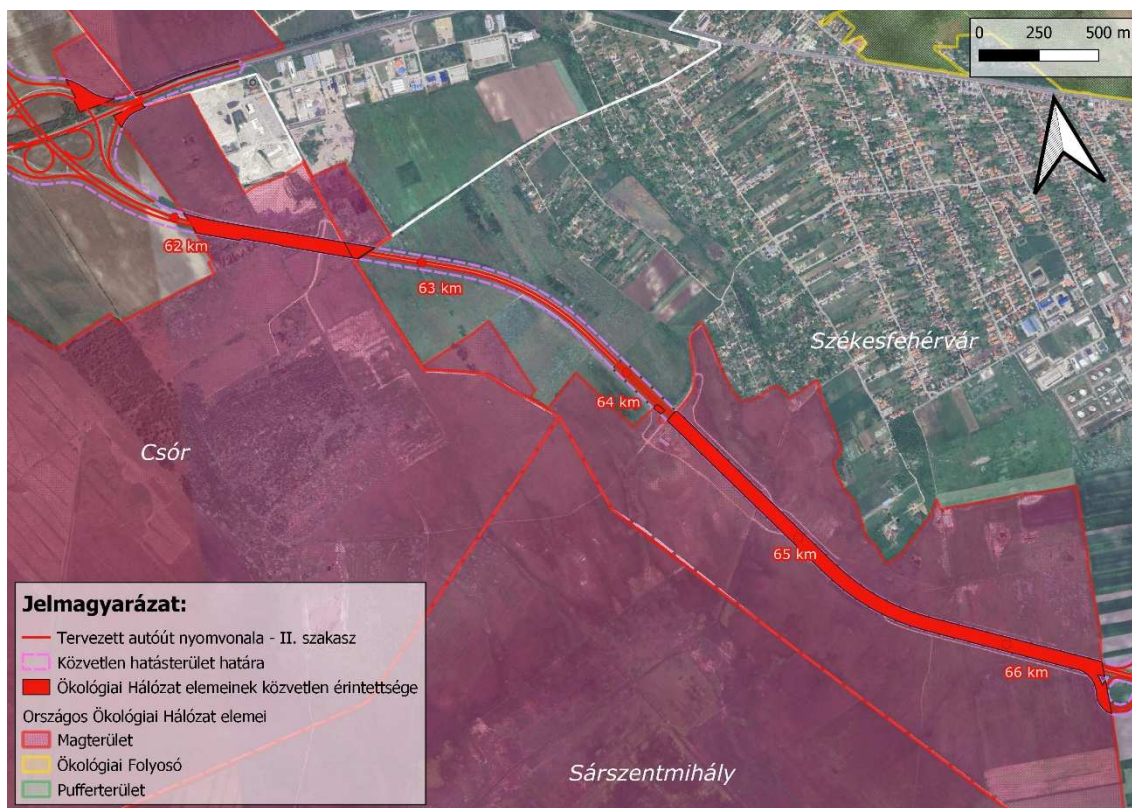 0 250 500 m
62 km
63 km
Székesfehérvár
64 km
Csór
65 km
66 km
Sárszentmihály
Jelmagyarázat:
Tervezett autóút nyomvonala - II. szakasz
Közvetlen hatásterület határa
Ökológiai Hálózat elemeinek közvetlen érintettsége
Országos Ökológiai Hálózat elemei
Magterület
Ökológiai Folyosó
Pufferterület